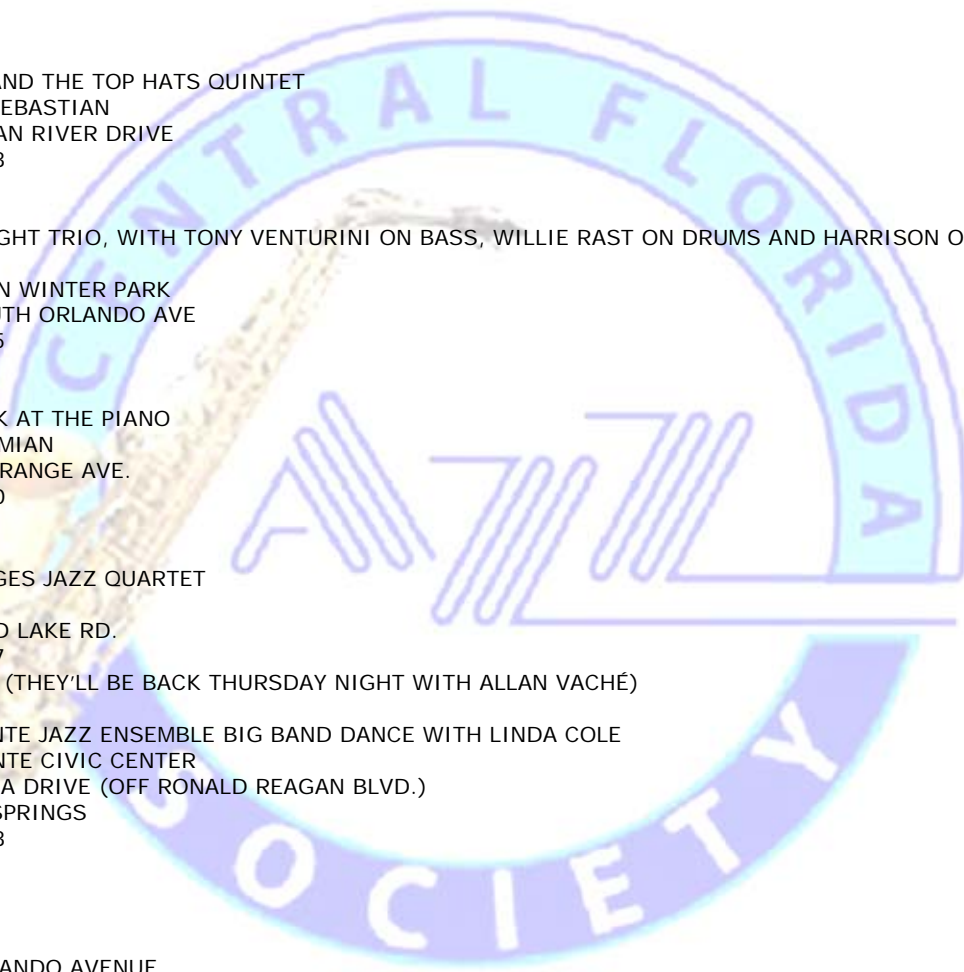 AND THE TOP HATS QUINTET
EBASTIAN
AN RIVER DRIVE
3
GHT TRIO, WITH TONY VENTURINI ON BASS, WILLIE RAST ON DRUMS AND HARRISON O
N WINTER PARK
UTH ORLANDO AVE
5
K AT THE PIANO
MIAN
RANGE AVE.
0
GES JAZZ QUARTET
D LAKE RD.
7
(THEY'LL BE BACK THURSDAY NIGHT WITH ALLAN VACHÉ)
NTE JAZZ ENSEMBLE BIG BAND DANCE WITH LINDA COLE
NTE CIVIC CENTER
A DRIVE (OFF RONALD REAGAN BLVD.)
SPRINGS
3
ANDO AVENUE
CENTRAL FLORIDA
AZZ
SOCIETY